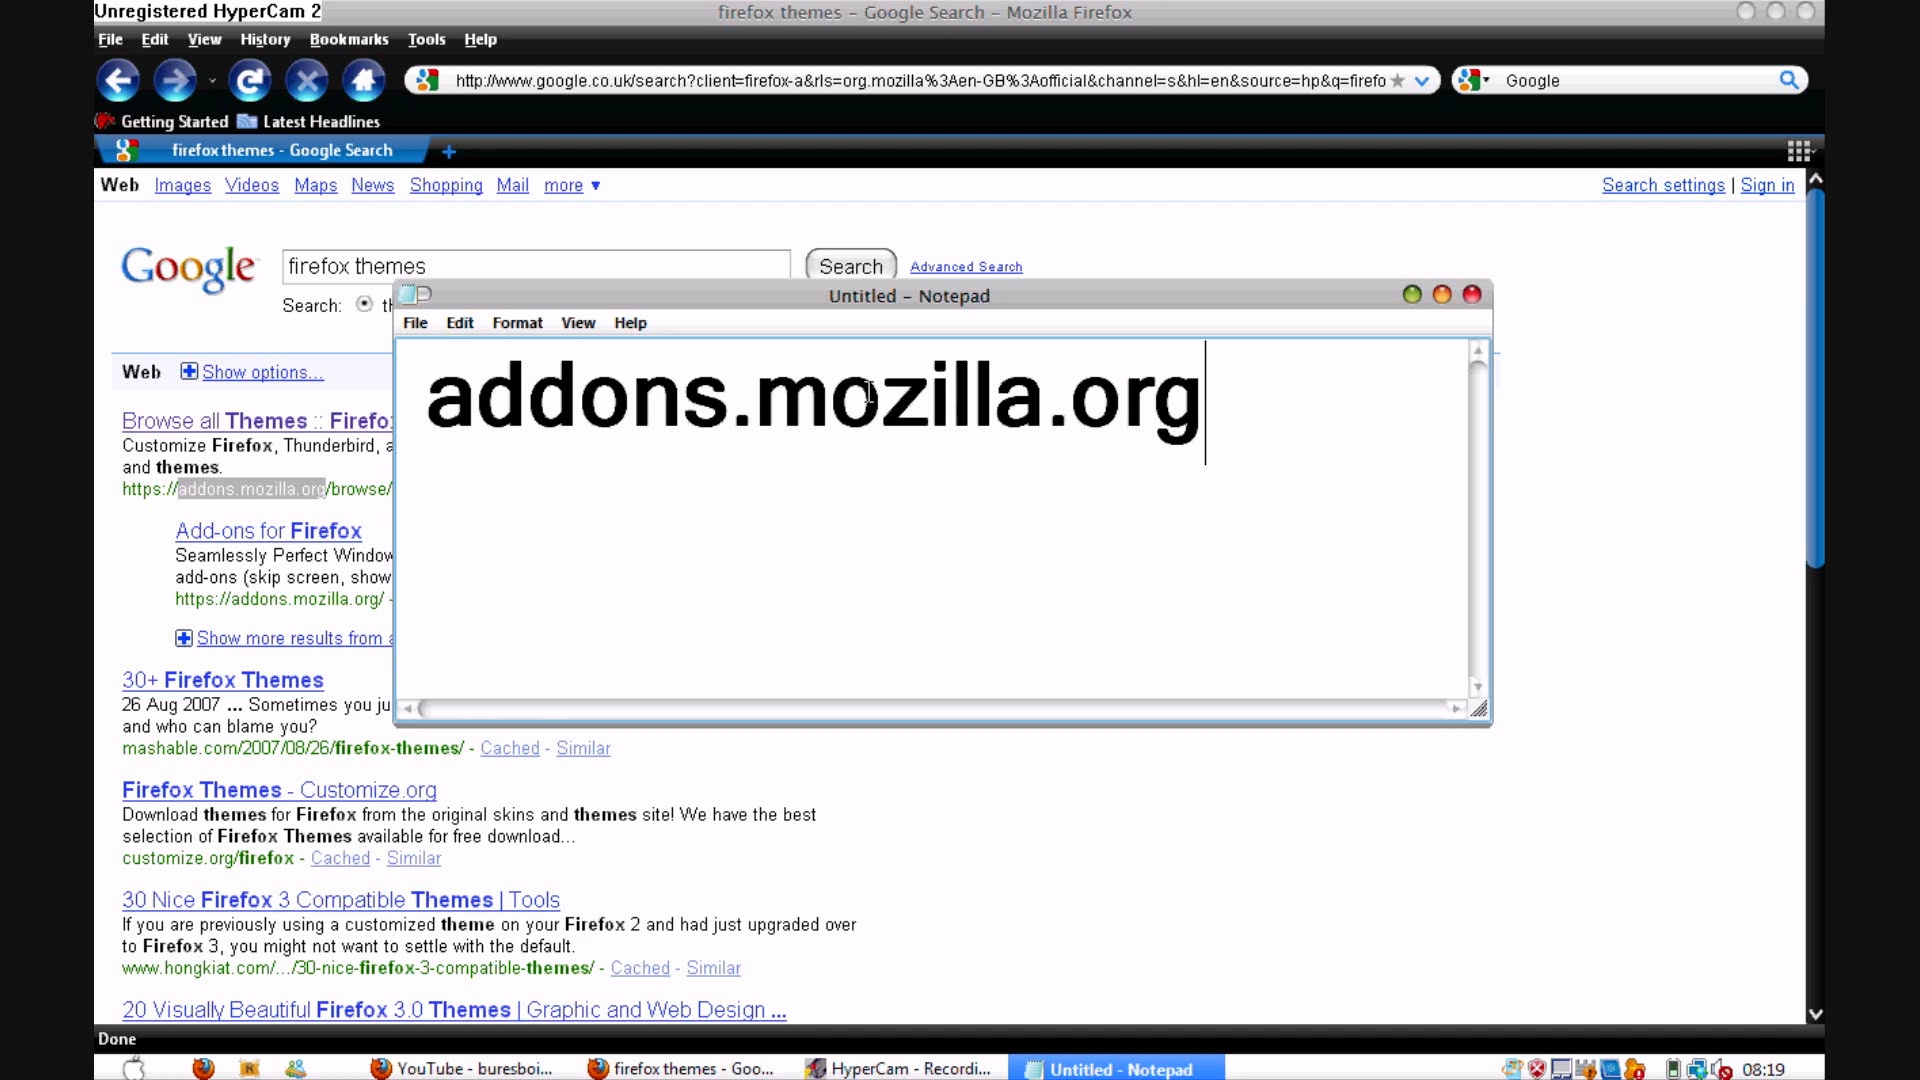 Unregistered HyperCam 2
firefox themes - Google Search - Mozilla Firefox
File Edit View History Bookmarks Tools Help
http://www.google.co.uk/search?client=firefox-a&rls=org.mozilla%3Aen-GB%3Aofficial&channel=s&hl=en&source=hp&q=firefo
Google
Getting Started Latest Headlines
firefox themes - Google Search
Web Images Videos Maps News Shopping Mail more ▼
Search settings | Sign in
Google firefox themes Search Advanced Search
Search:
Untitled - Notepad
File Edit Format View Help
addons.mozilla.org
Web Show options...
Browse all Themes :: Firefo
Customize Firefox, Thunderbird, a
and themes.
https://addons.mozilla.org/browse/
Add-ons for Firefox
Seamlessly Perfect Window
add-ons (skip screen, show
https://addons.mozilla.org/ -
Show more results from a
30+ Firefox Themes
26 Aug 2007 ... Sometimes you ju
and who can blame you?
mashable.com/2007/08/26/firefox-themes/ - Cached - Similar
Firefox Themes - Customize.org
Download themes for Firefox from the original skins and themes site! We have the best
selection of Firefox Themes available for free download...
customize.org/firefox - Cached - Similar
30 Nice Firefox 3 Compatible Themes | Tools
If you are previously using a customized theme on your Firefox 2 and had just upgraded over
to Firefox 3, you might not want to settle with the default.
www.hongkiat.com/.../30-nice-firefox-3-compatible-themes/ - Cached - Similar
20 Visually Beautiful Firefox 3.0 Themes | Graphic and Web Design ...
Done
YouTube - buresboi... firefox themes - Goo... HyperCam - Recordi... Untitled - Notepad 08:19